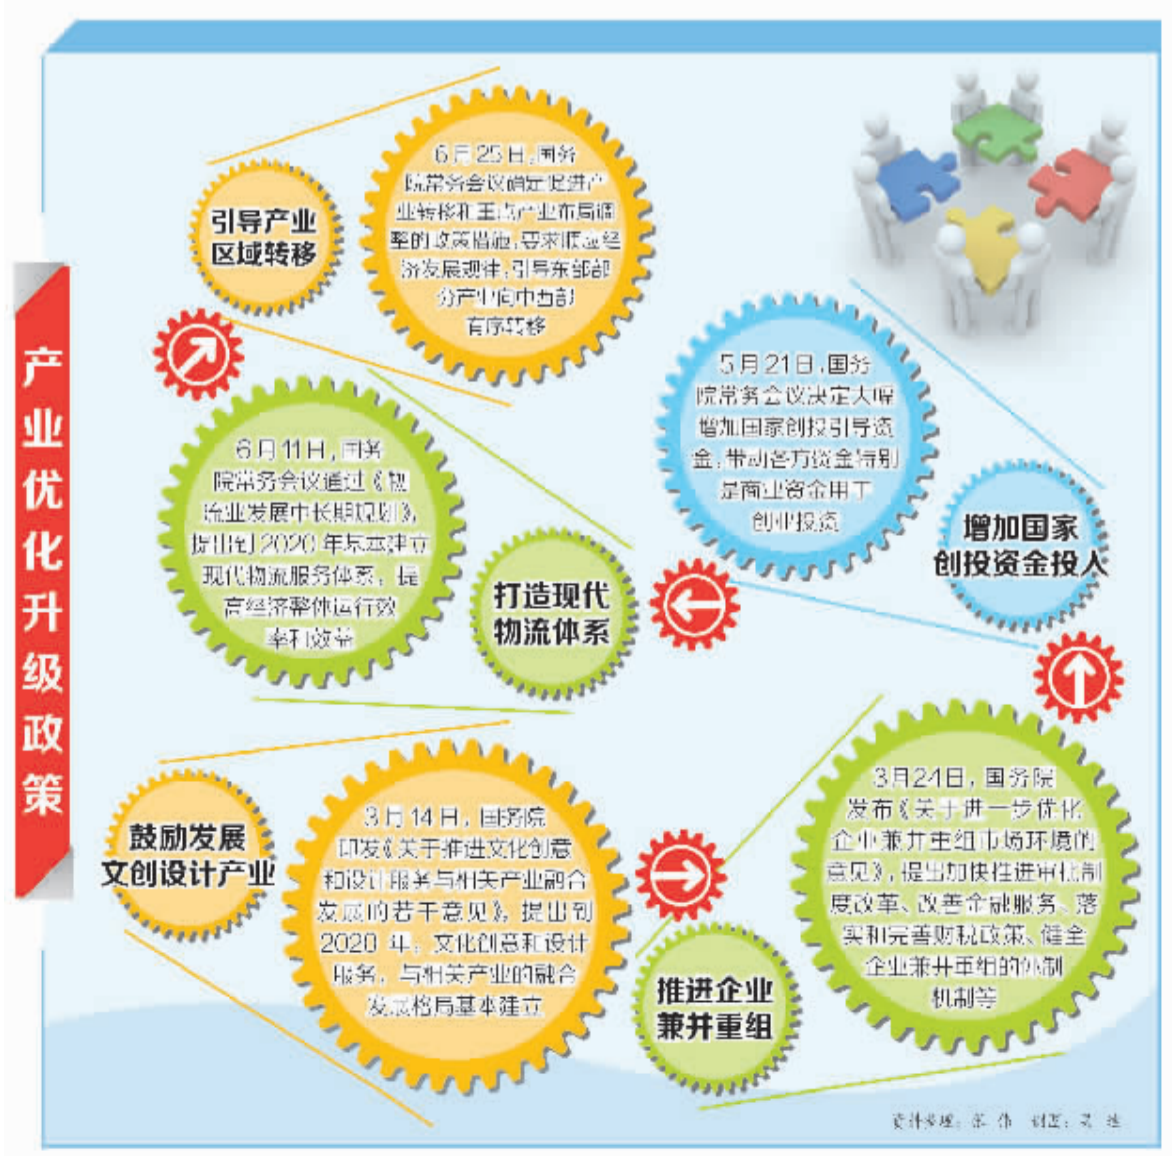 产业优化升级政策
引导产业
区域转移
6月25日,国务
院常务会议确定促进产
业转移和重点产业布局调
整的政策措施,要求顺应经
济发展规律,引导东部部
分产业向中西部
有序转移
5月21日,国务
院常务会议决定大幅
增加国家创投引导资
金,带动各方资金特别
是商业资金用于
创业投资
增加国家
创投资金投入
6月11日,国务
院常务会议通过《物
流业发展中长期规划》,
提出到2020年基本建立
现代物流服务体系，提
高经济整体运行效
率和效益
打造现代
物流体系
鼓励发展
文创设计产业
3月14日，国务院
印发《关于推进文化创意
和设计服务与相关产业融合
发展的若干意见》，提出到
2020年，文化创意和设计
服务，与相关产业的融合
发展格局基本建立
3月24日，国务院
发布《关于进一步优化
企业兼并重组市场环境的
意见》，提出加快推进审批制
度改革、改善金融服务、落
实和完善财税政策、健全
企业兼并重组的体制
机制等
推进企业
兼并重组
资料整理：